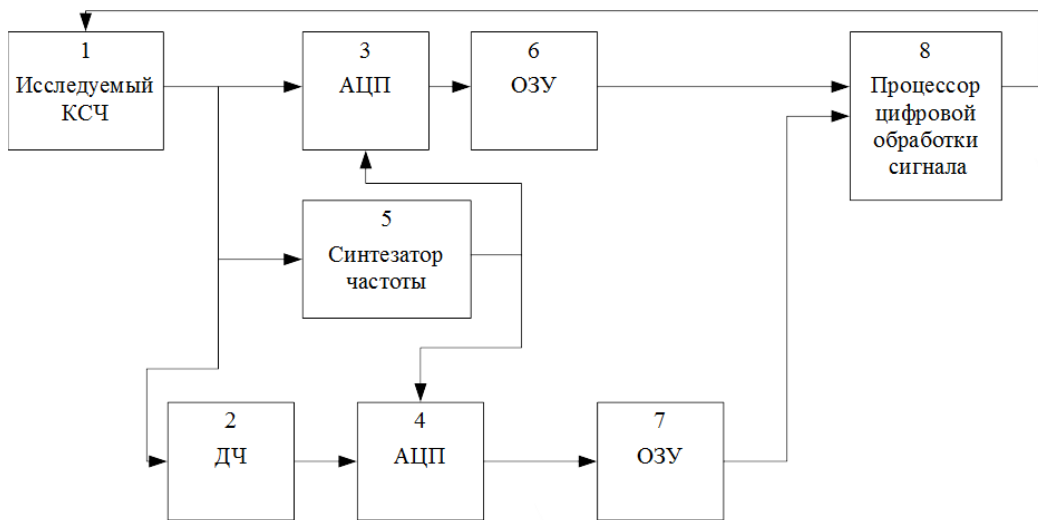 1
Исследуемый
КСЧ
3
АЦП
6
ОЗУ
8
Процессор
цифровой
обработки
сигнала
5
Синтезатор
частоты
2
ДЧ
4
АЦП
7
ОЗУ